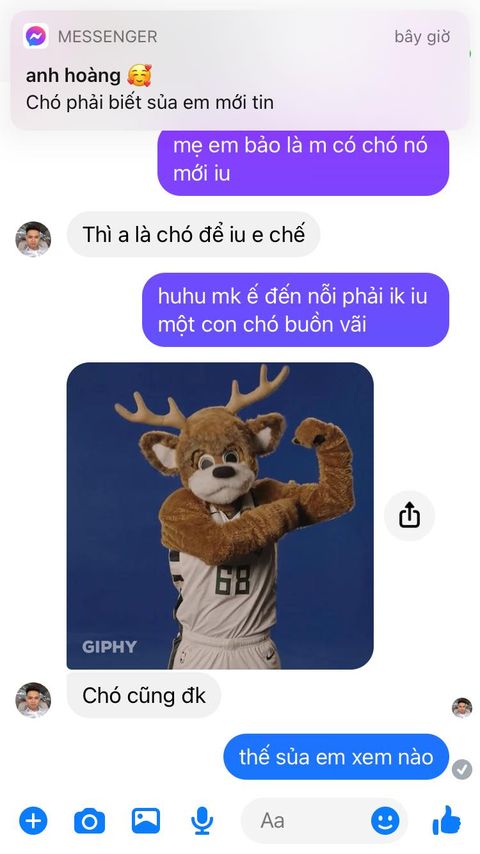 MESSENGER
bây giờ
anh hoàng 🥰
Chó phải biết sủa em mới tin
mẹ em bảo là m có chó nó
mới iu
Thì a là chó để iu e chế
huhu mk ế đến nỗi phải ik iu
một con chó buồn vãi
68
GIPHY
Chó cũng đk
thế sủa em xem nào
Aa